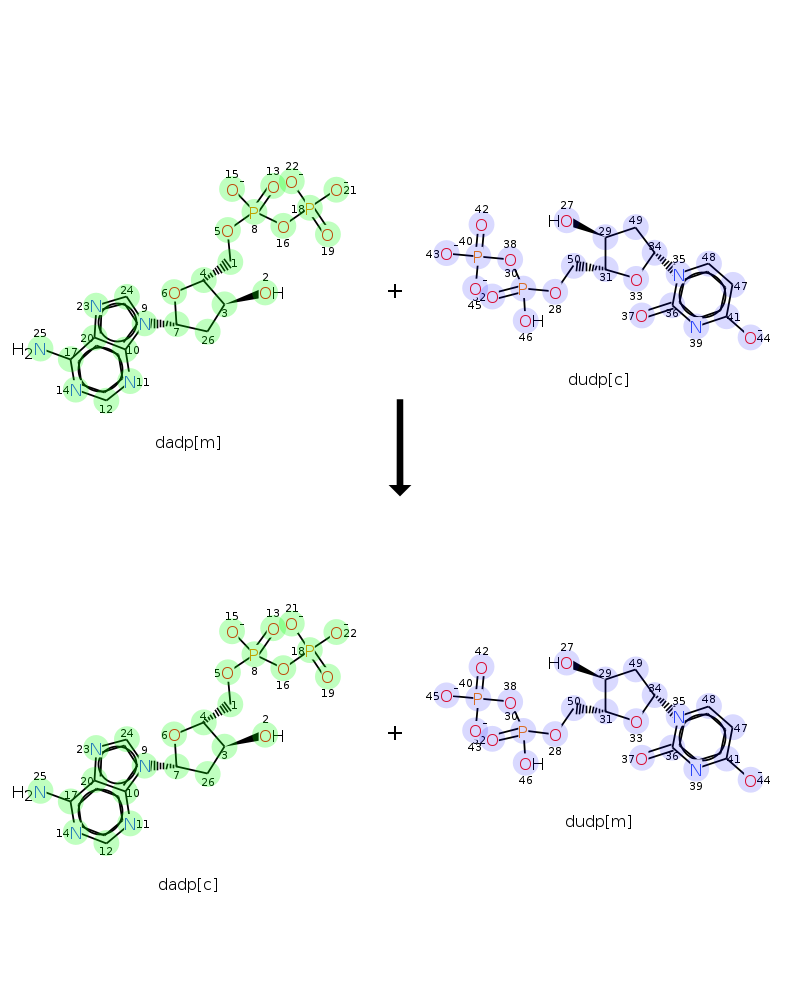 15 O - 13 O 22 O - O - 21
5 O P 8 18 P
O 16 O 19
1
4
6 O 2 OH
3
24
23 N 9 N
7 26
25 H2N 20 10
17
14 N N 11
12
dadp[m]
+
27 HO 49
42 O 29 34
43 O - 40 P 38 O 50 35 N 48
30 31 O 33
O - 45 O P O 28 47
37 O 36 41
46 OH N 39 O - 44
dudp[c]
15 O - 13 O 21 O - O - 22
5 O P 8 18 P
O 16 O 19
1
4
6 O 2 OH
3
24
23 N 9 N
7 26
25 H2N 20 10
17
14 N N 11
12
dadp[c]
+
27 HO 49
42 O 29 34
45 O - 40 P 38 O 50 35 N 48
30 31 O 33
O - 43 O P O 28 47
37 O 36 41
46 OH N 39 O - 44
dudp[m]